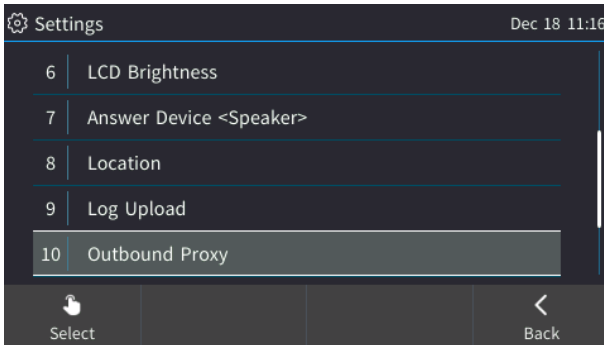 Settings Dec 18 11:16
6 LCD Brightness
7 Answer Device <Speaker>
8 Location
9 Log Upload
10 Outbound Proxy
Select Back